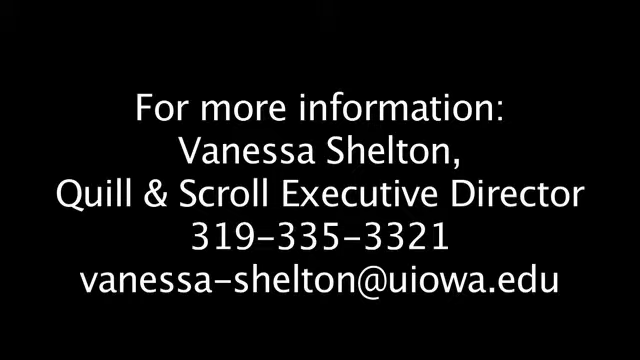 For more information:
Vanessa Shelton,
Quill & Scroll Executive Director
319-335-3321
vanessa-shelton@uiowa.edu